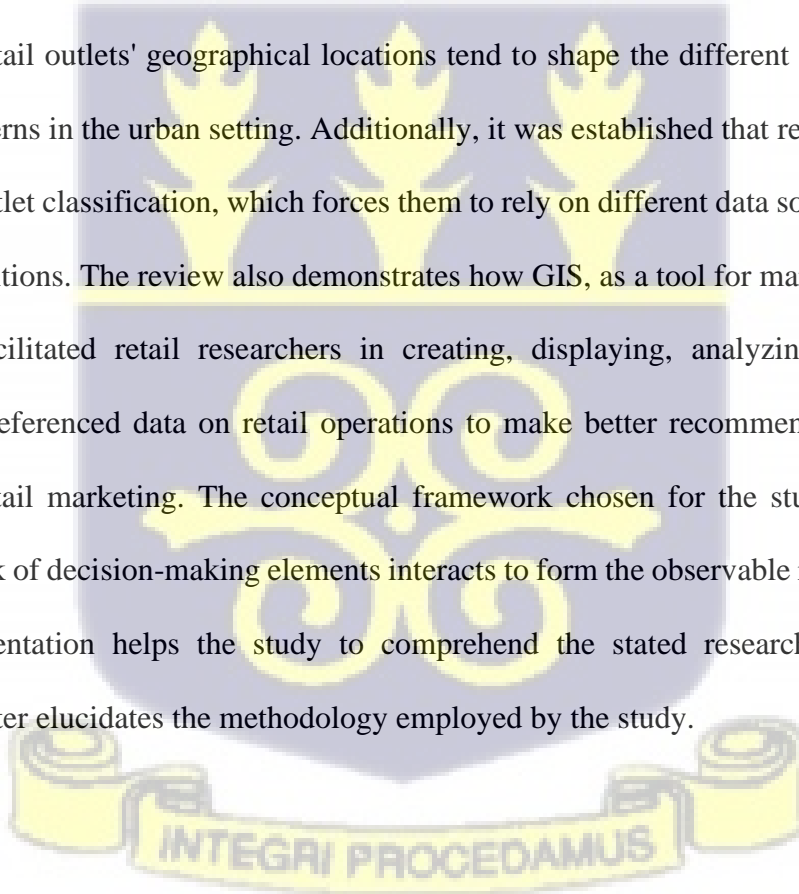 tail outlets' geographical locations tend to shape the different
erns in the urban setting. Additionally, it was established that re
tlet classification, which forces them to rely on different data so
tions. The review also demonstrates how GIS, as a tool for ma
cilitated retail researchers in creating, displaying, analyzin
eferenced data on retail operations to make better recommen
tail marketing. The conceptual framework chosen for the stu
k of decision-making elements interacts to form the observable
entation helps the study to comprehend the stated research
ter elucidates the methodology employed by the study.
INTEGRI PROCEDAMUS